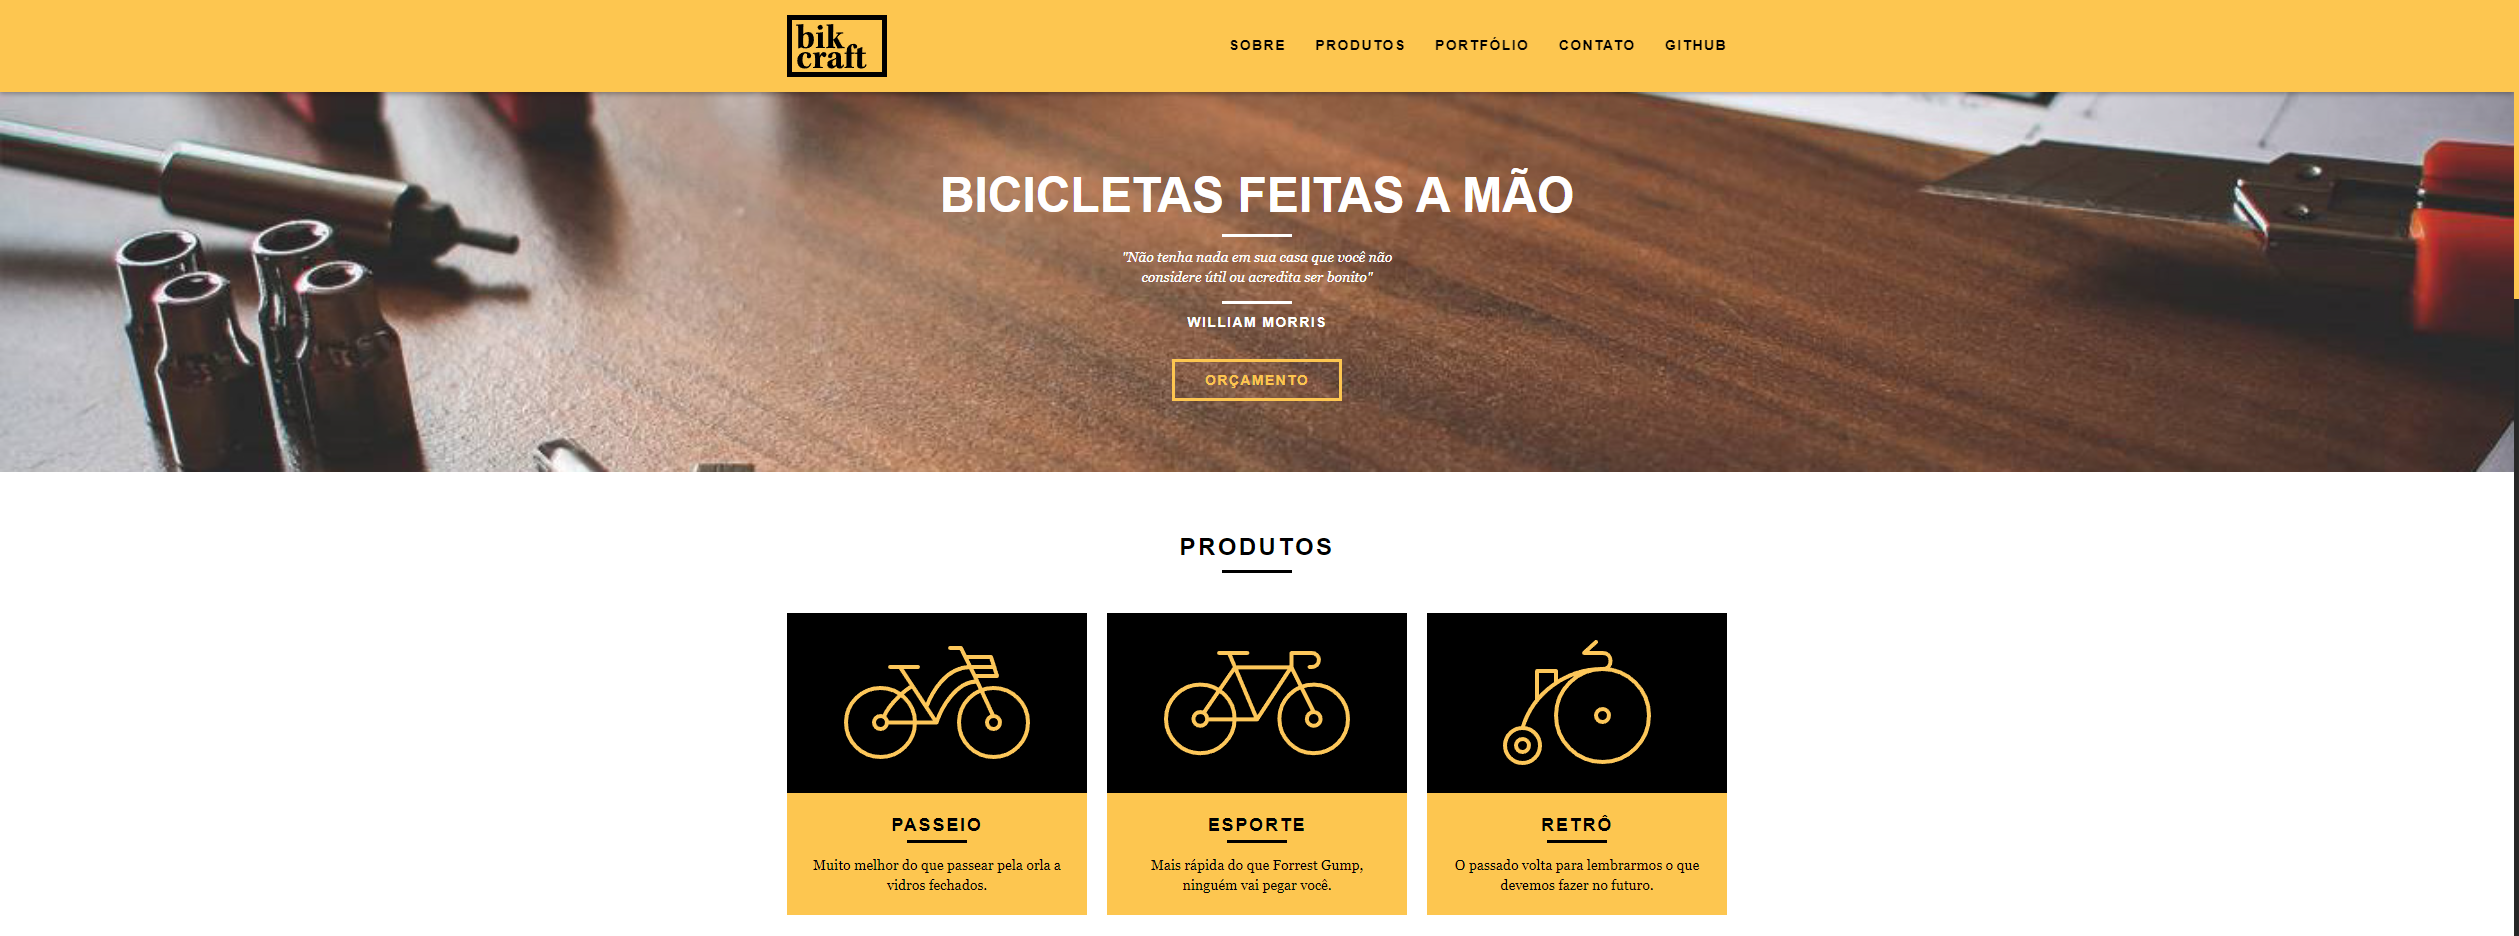 bik
craft
SOBRE PRODUTOS PORTFÓLIO CONTATO GITHUB
BICICLETAS FEITAS A MÃO
"Não tenha nada em sua casa que você não
considere útil ou acredita ser bonito"
WILLIAM MORRIS
ORÇAMENTO
PRODUTOS
PASSEIO
Muito melhor do que passear pela orla a
vidros fechados.
ESPORTE
Mais rápida do que Forrest Gump,
ninguém vai pegar você.
RETRÔ
O passado volta para lembrarmos o que
devemos fazer no futuro.